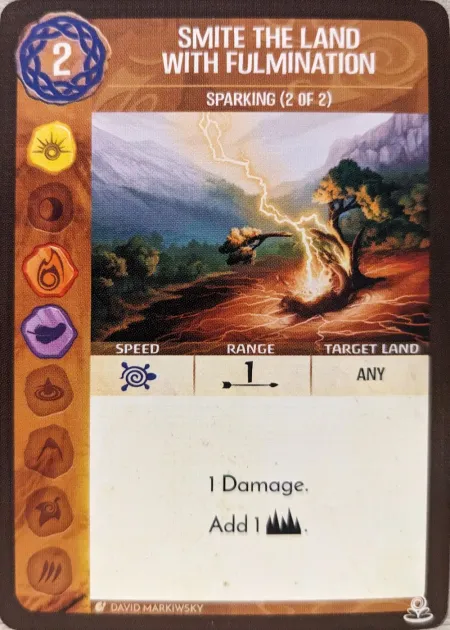 2
SMITE THE LAND
WITH FULMINATION
SPARKING (2 OF 2)
SPEED RANGE TARGET LAND
1 ANY
1 Damage.
Add 1 .
DAVID MARKIWSKY